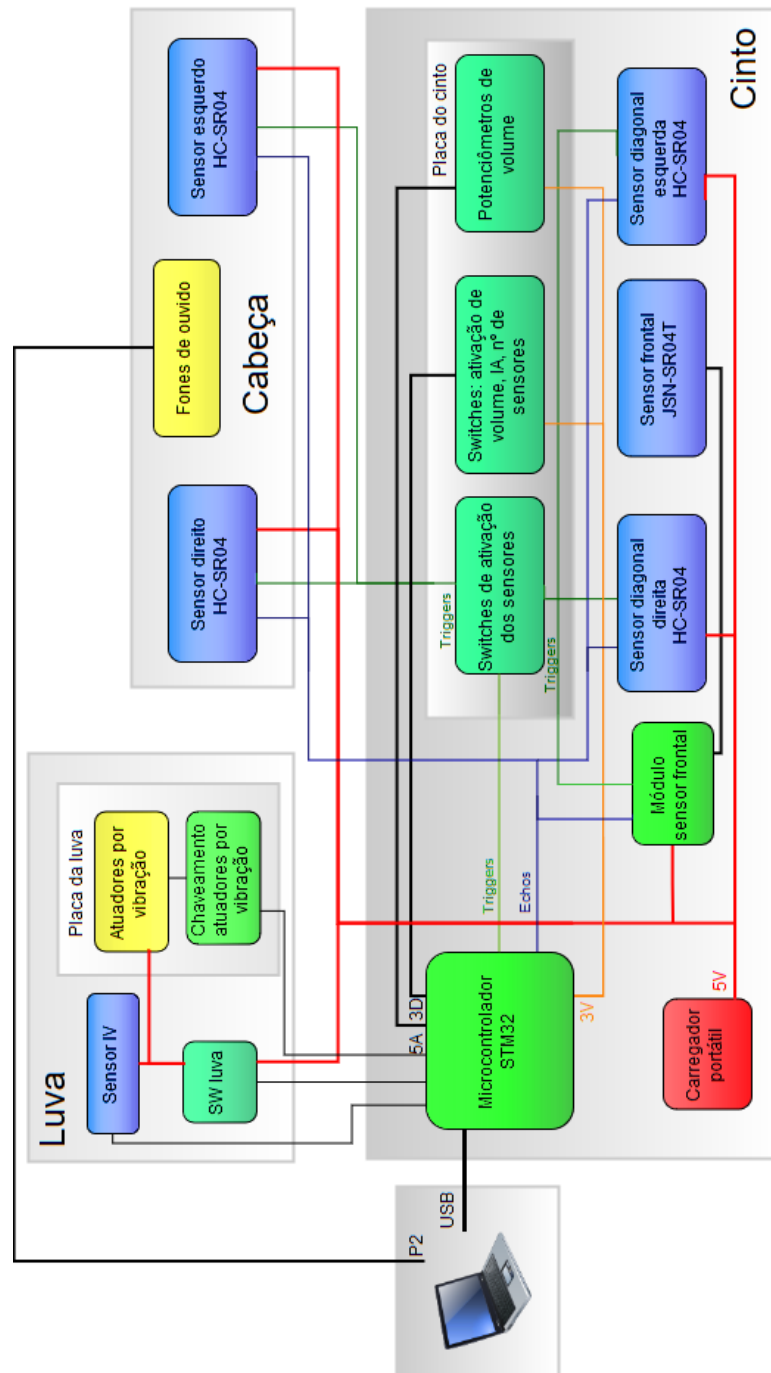 Luva
Placa da luva
Sensor IV
SW luva
Atuadores por
vibração
Chaveamento
atuadores por
vibração
Cabeça
Sensor direito
HC-SR04
Fones de ouvido
Sensor esquerdo
HC-SR04
P2
USB
Cinto
Placa do cinto
Microcontrolador
STM32
5A
3D
3V
Triggers
Echos
Triggers
Triggers
Switches de ativação
dos sensores
Switches: ativação de
volume, IA, nº de
sensores
Potenciômetros de
volume
Carregador
portátil
5V
Módulo
sensor frontal
Sensor diagonal
direita
HC-SR04
Sensor frontal
JSN-SR04T
Sensor diagonal
esquerda
HC-SR04